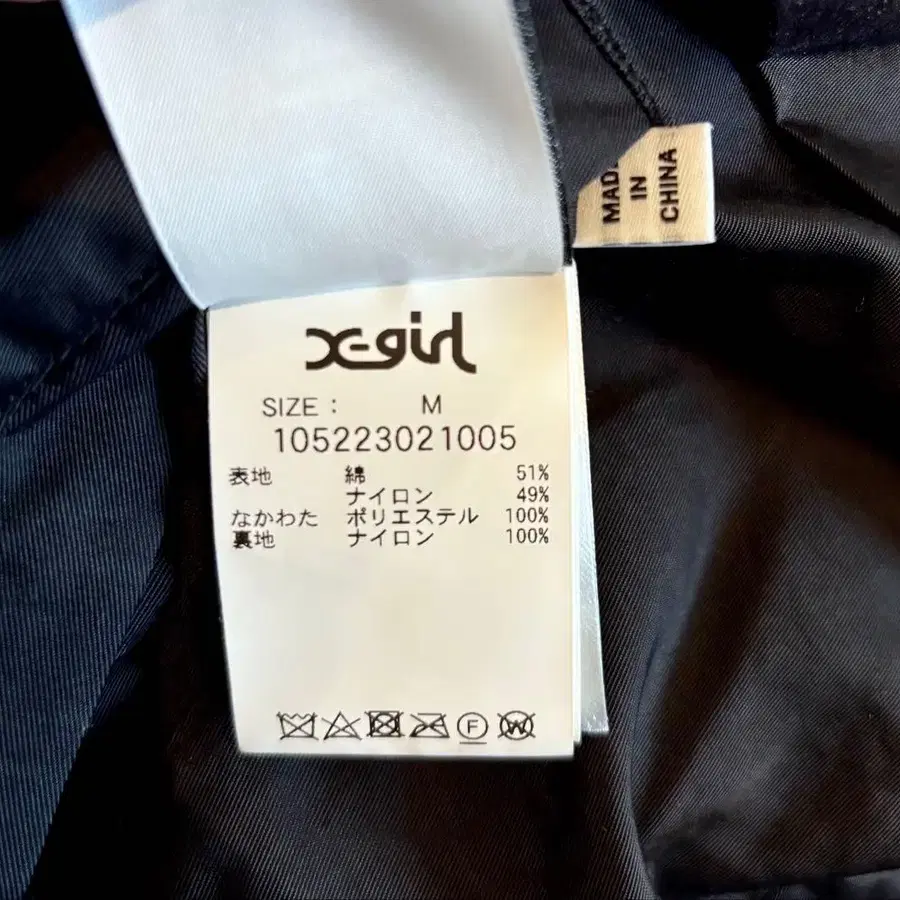 MADE
IN
CHINA
X-girl
SIZE : M
105223021005
表地 綿 51%
ナイロン 49%
なかわた ポリエステル 100%
裏地 ナイロン 100%
F W